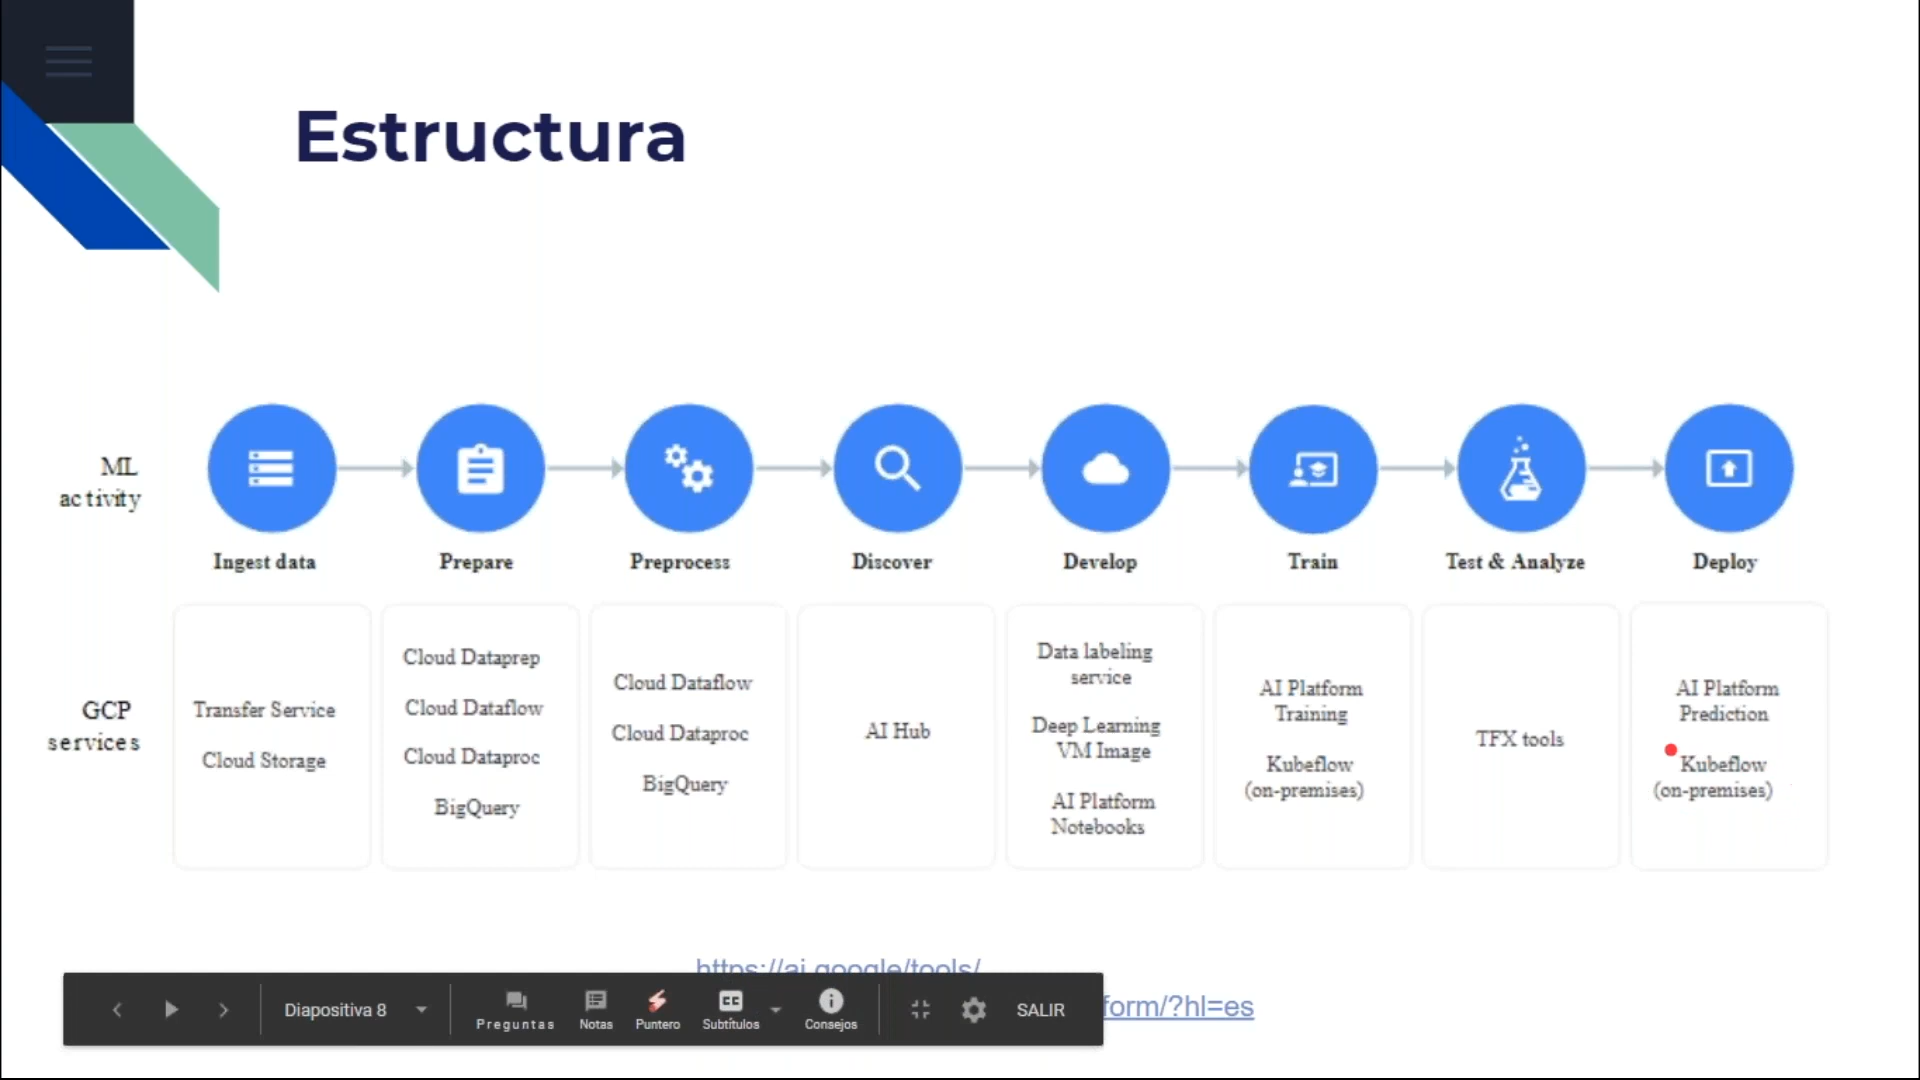 Estructura
ML
activity
Ingest data
Prepare
Preprocess
Discover
Develop
Train
Test & Analyze
Deploy
GCP
services
Transfer Service
Cloud Storage
Cloud Dataprep
Cloud Dataflow
Cloud Dataproc
BigQuery
Cloud Dataflow
Cloud Dataproc
BigQuery
AI Hub
Data labeling
service
Deep Learning
VM Image
AI Platform
Notebooks
AI Platform
Training
Kubeflow
(on-premises)
TFX tools
AI Platform
Prediction
Kubeflow
(on-premises)
https://ai.google/tools/
form/?hl=es
Diapositiva 8
Preguntas
Notas
Puntero
CC
Subtítulos
Consejos
SALIR